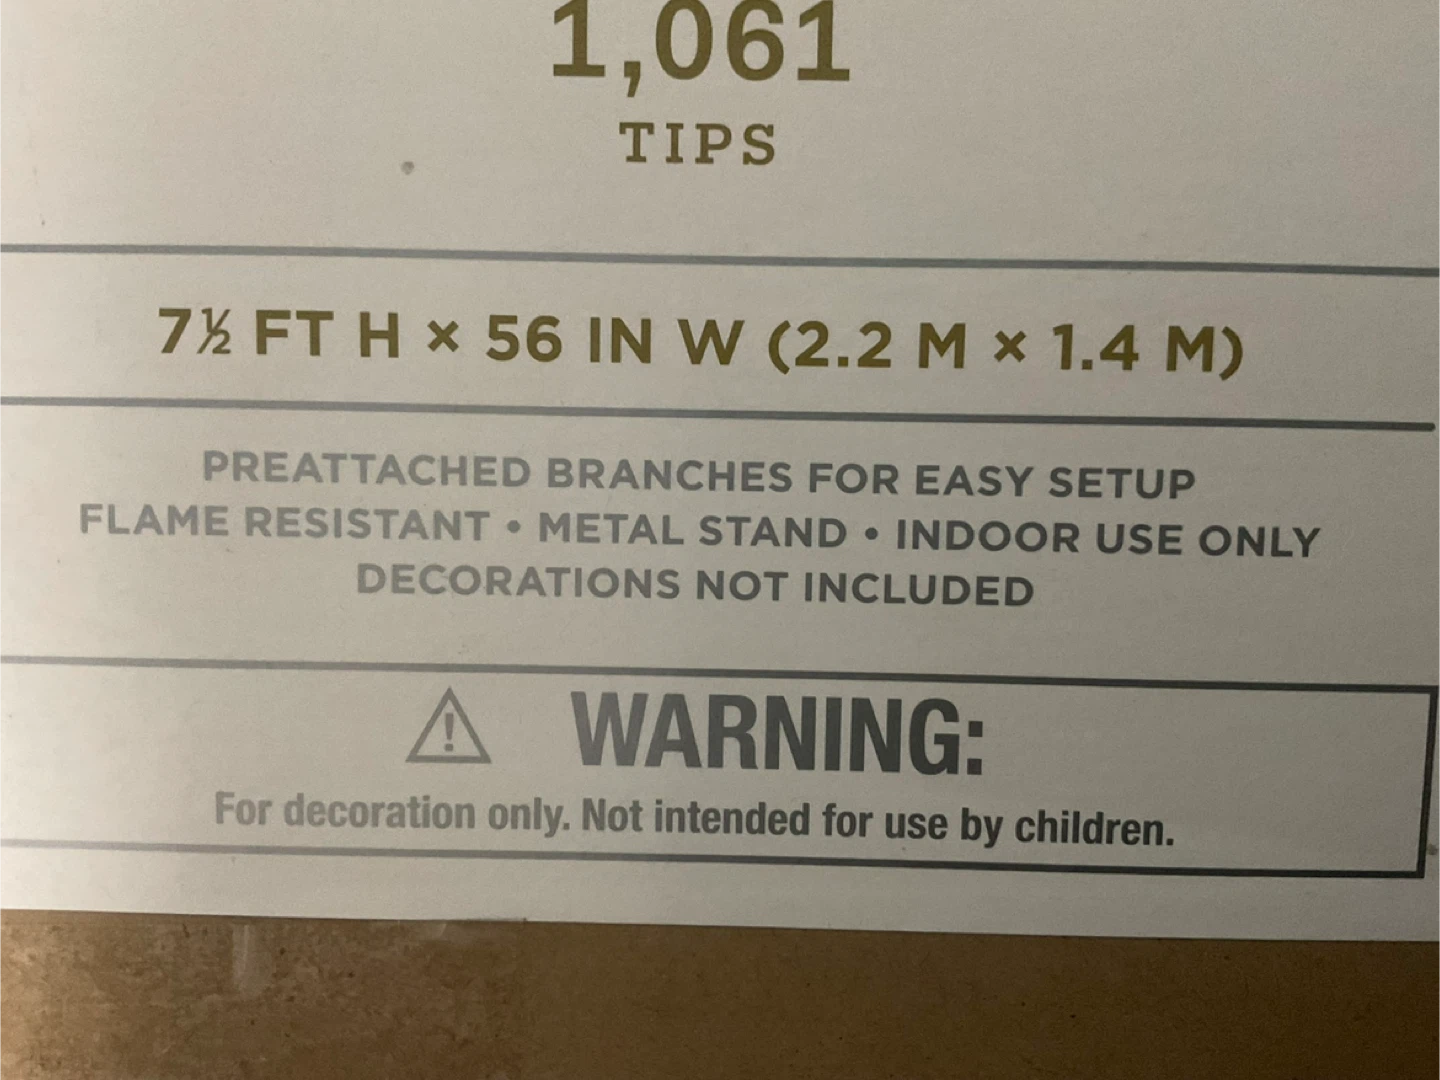 1,061
TIPS
7½ FT H × 56 IN W (2.2 M × 1.4 M)
PREATTACHED BRANCHES FOR EASY SETUP
FLAME RESISTANT • METAL STAND • INDOOR USE ONLY
DECORATIONS NOT INCLUDED
⚠ WARNING:
For decoration only. Not intended for use by children.